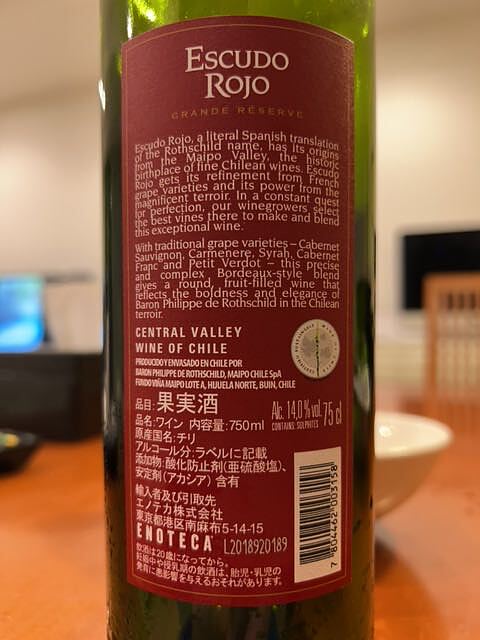 ESCUDO
ROJO
GRANDE RÉSERVE
Escudo Rojo, a literal Spanish translation
of the Rothschild name, has its origins
from the Maipo Valley, the historic
birthplace of fine Chilean wines. Escudo
Rojo gets its refinement from French
grape varieties and its power from the
magnificent terroir. In a constant quest
for perfection, our winegrowers select
the best vines there to make and blend
this exceptional wine.
With traditional grape varieties – Cabernet
Sauvignon, Carmenere, Syrah, Cabernet
Franc and Petit Verdot – this precise
and complex Bordeaux-style blend
gives a round, fruit-filled wine that
reflects the boldness and elegance of
Baron Philippe de Rothschild in the Chilean
terroir.
CENTRAL VALLEY
WINE OF CHILE
PRODUCIDO Y ENVASADO EN CHILE POR
BARON PHILIPPE DE ROTHSCHILD, MAIPO CHILE SpA
FUNDO VIÑA MAIPO LOTE A, HIJUELA NORTE, BUIN, CHILE
品目:果実酒
Alc. 14,0% vol. 75 cl
CONTAINS SULPHITES
品名:ワイン 内容量:750ml
原産国名:チリ
アルコール分:ラベルに記載
添加物:酸化防止剤(亜硫酸塩)、
安定剤(アカシア) 含有
輸入者及び引取先
エノテカ株式会社
東京都港区南麻布5-14-15
ENOTECA L2018920189
飲酒は20歳になってから。
妊娠中や授乳期の飲酒は、胎児・乳児の
発育に悪影響を与えるおそれがあります。
7 804462 003158